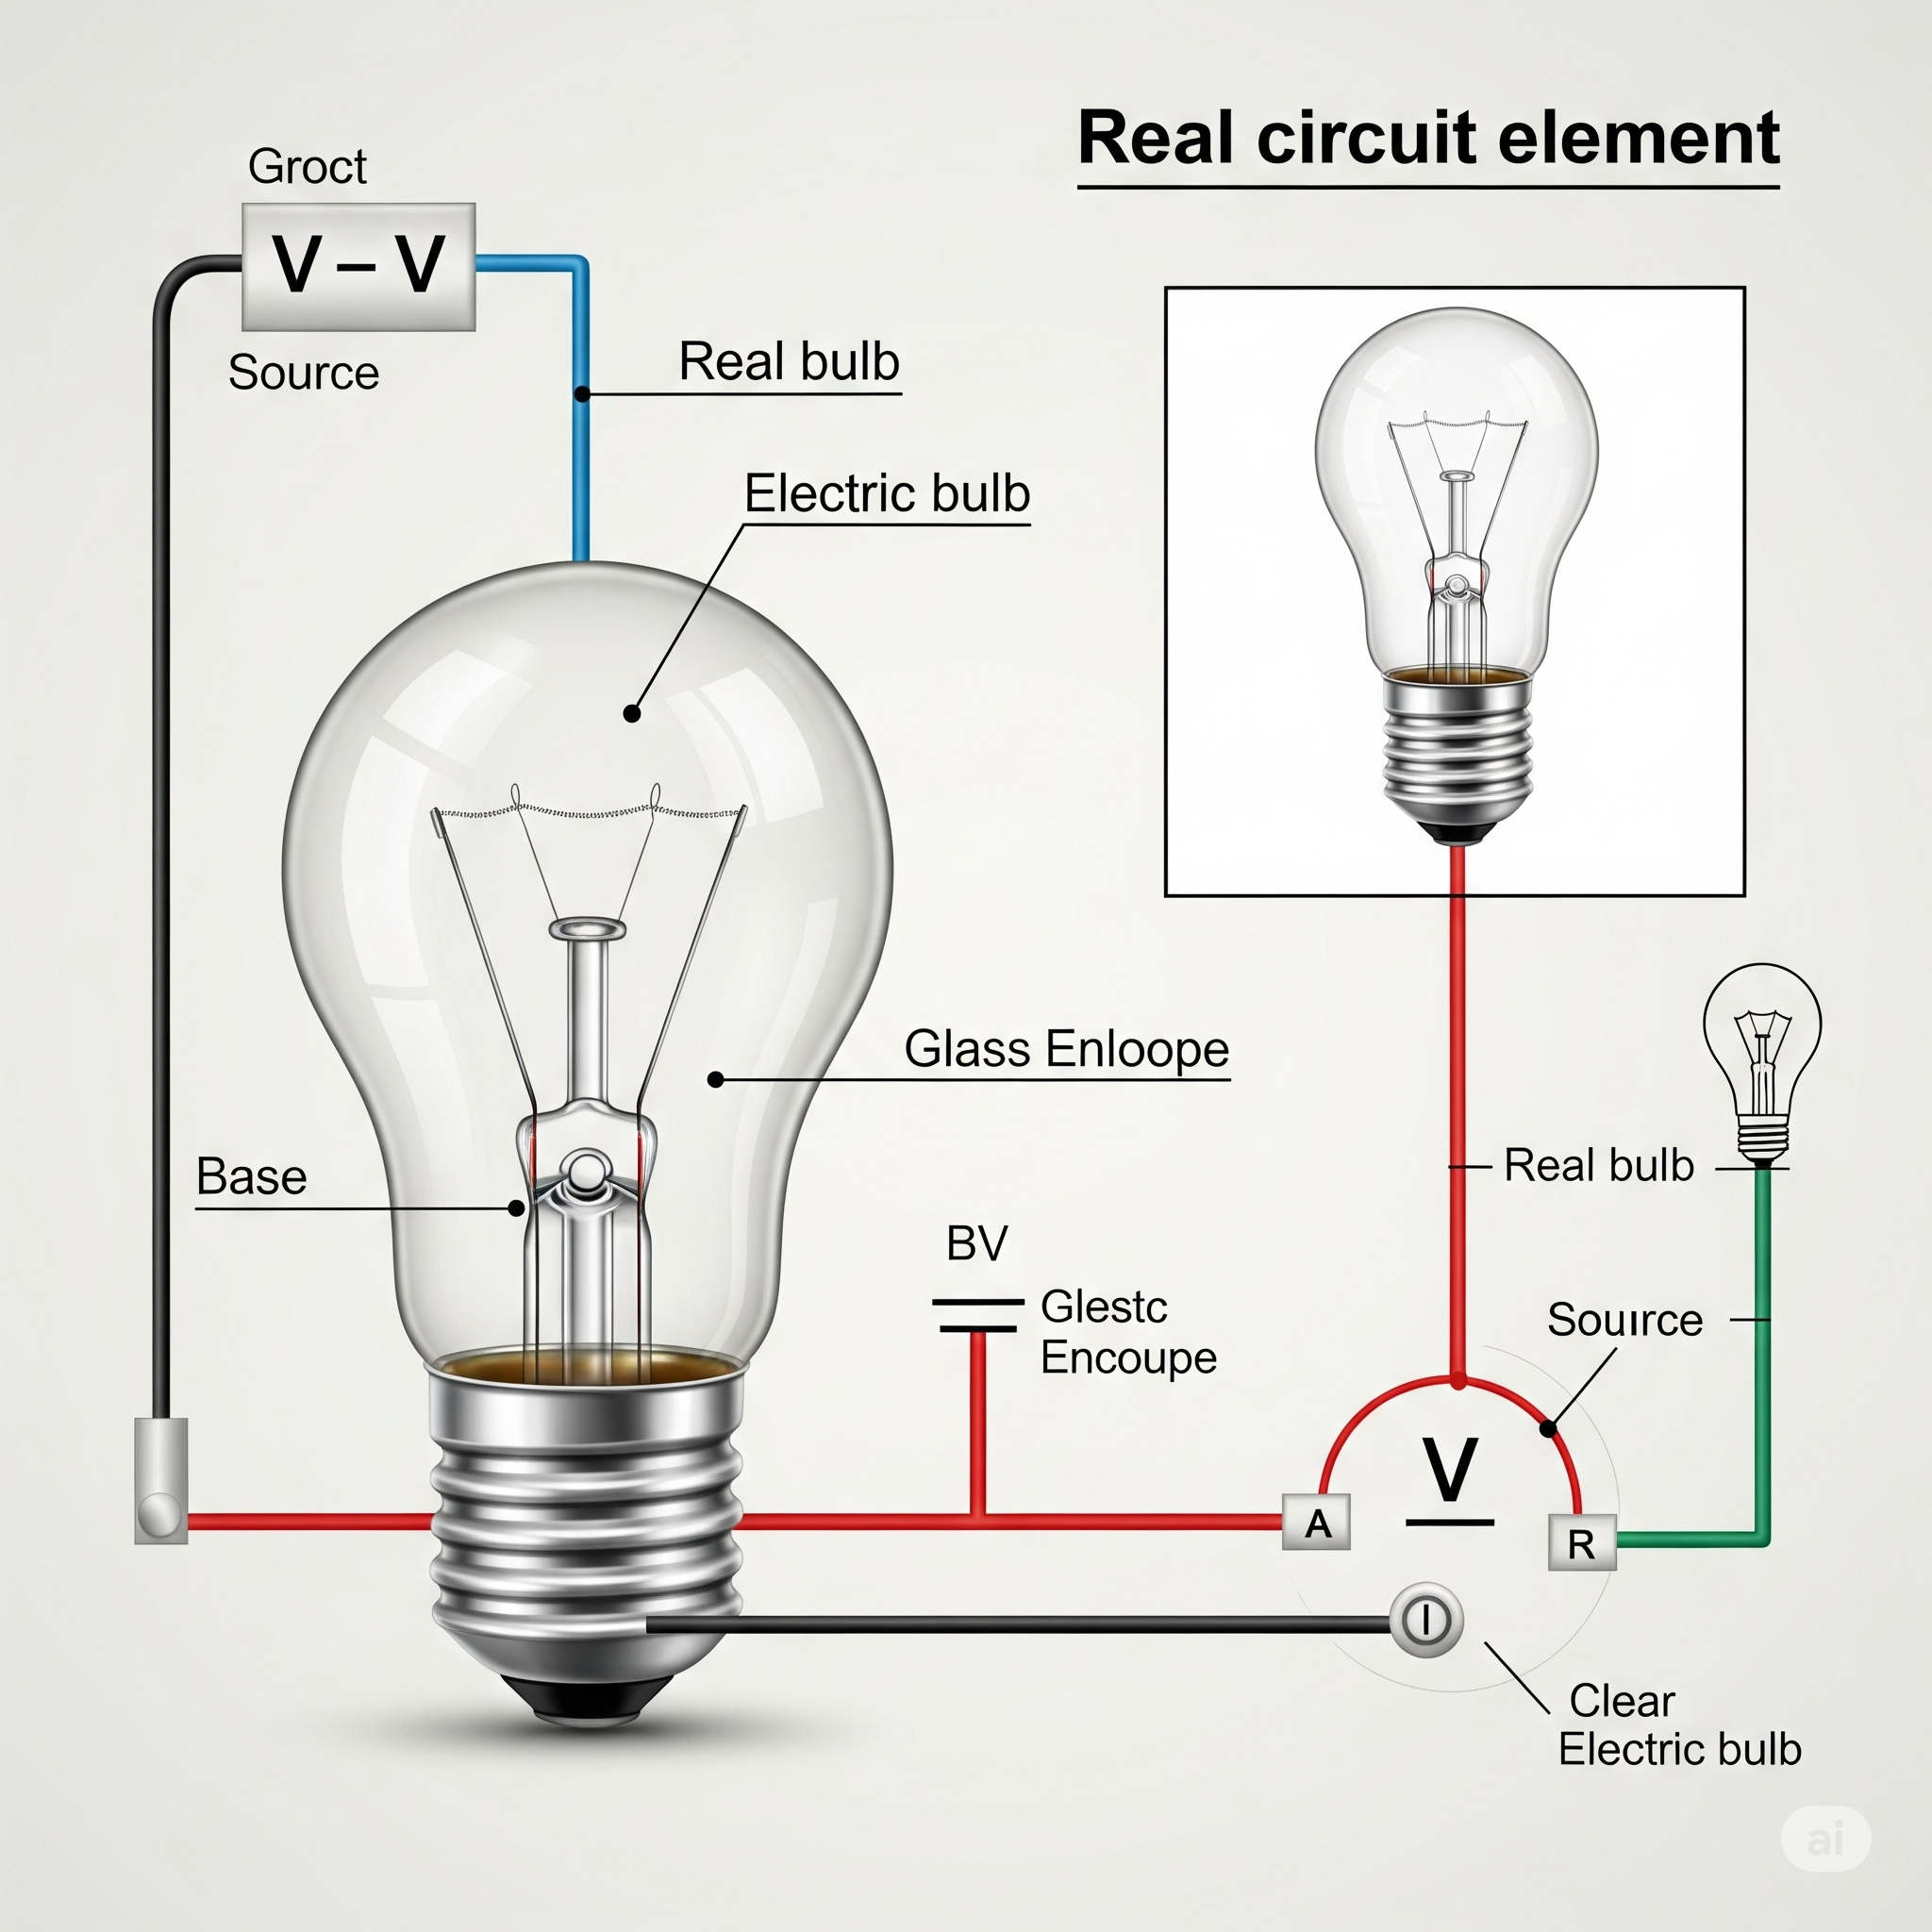 Real circuit element
Groct
V – V
Source
Real bulb
Electric bulb
Glass Enloope
Base
BV
Glestc
Encoupe
Real bulb
Souırce
V
A
R
I
Clear
Electric bulb
ai